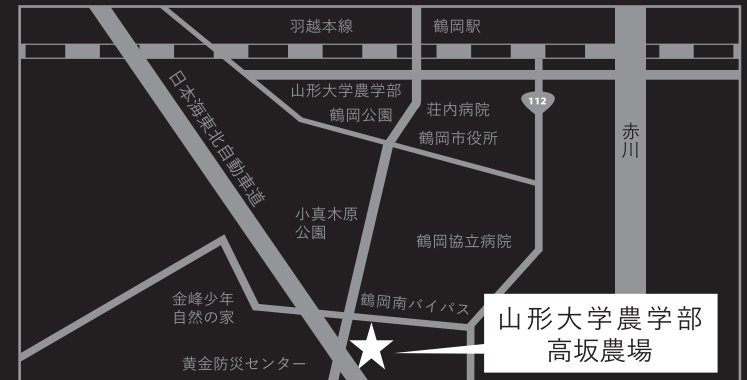 羽越本線
鶴岡駅
山形大学農学部
鶴岡公園
荘内病院
鶴岡市役所
112
赤川
日本海東北自動車道
小真木原
公園
鶴岡協立病院
金峰少年
自然の家
鶴岡南バイパス
黄金防災センター
山形大学農学部
高坂農場